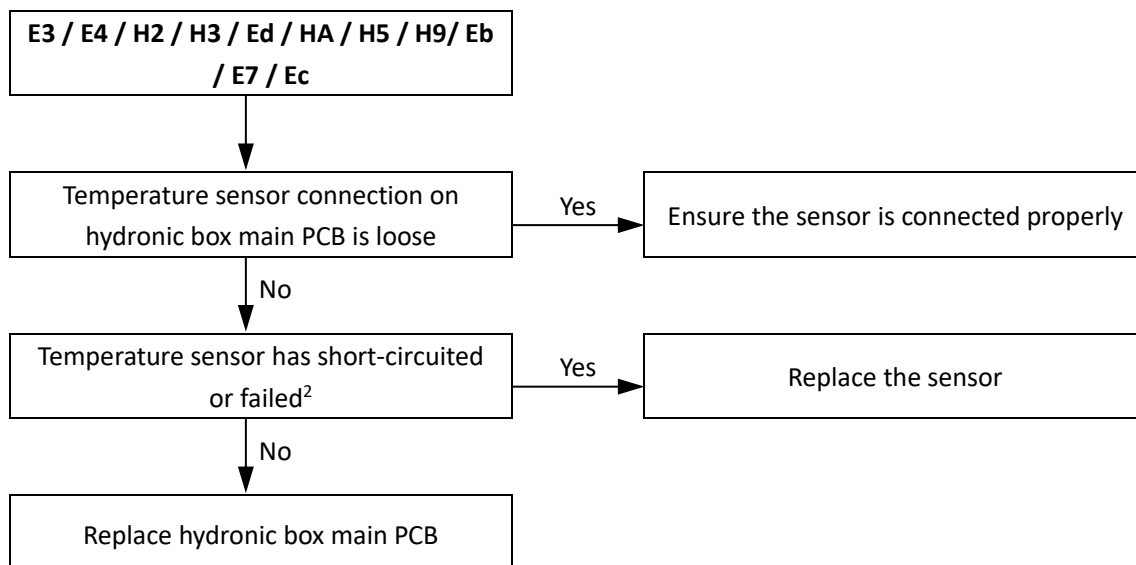 E3 / E4 / H2 / H3 / Ed / HA / H5 / H9/ Eb
/ E7 / Ec
Temperature sensor connection on
hydronic box main PCB is loose
Yes
Ensure the sensor is connected properly
No
Temperature sensor has short-circuited
or failed²
Yes
Replace the sensor
No
Replace hydronic box main PCB